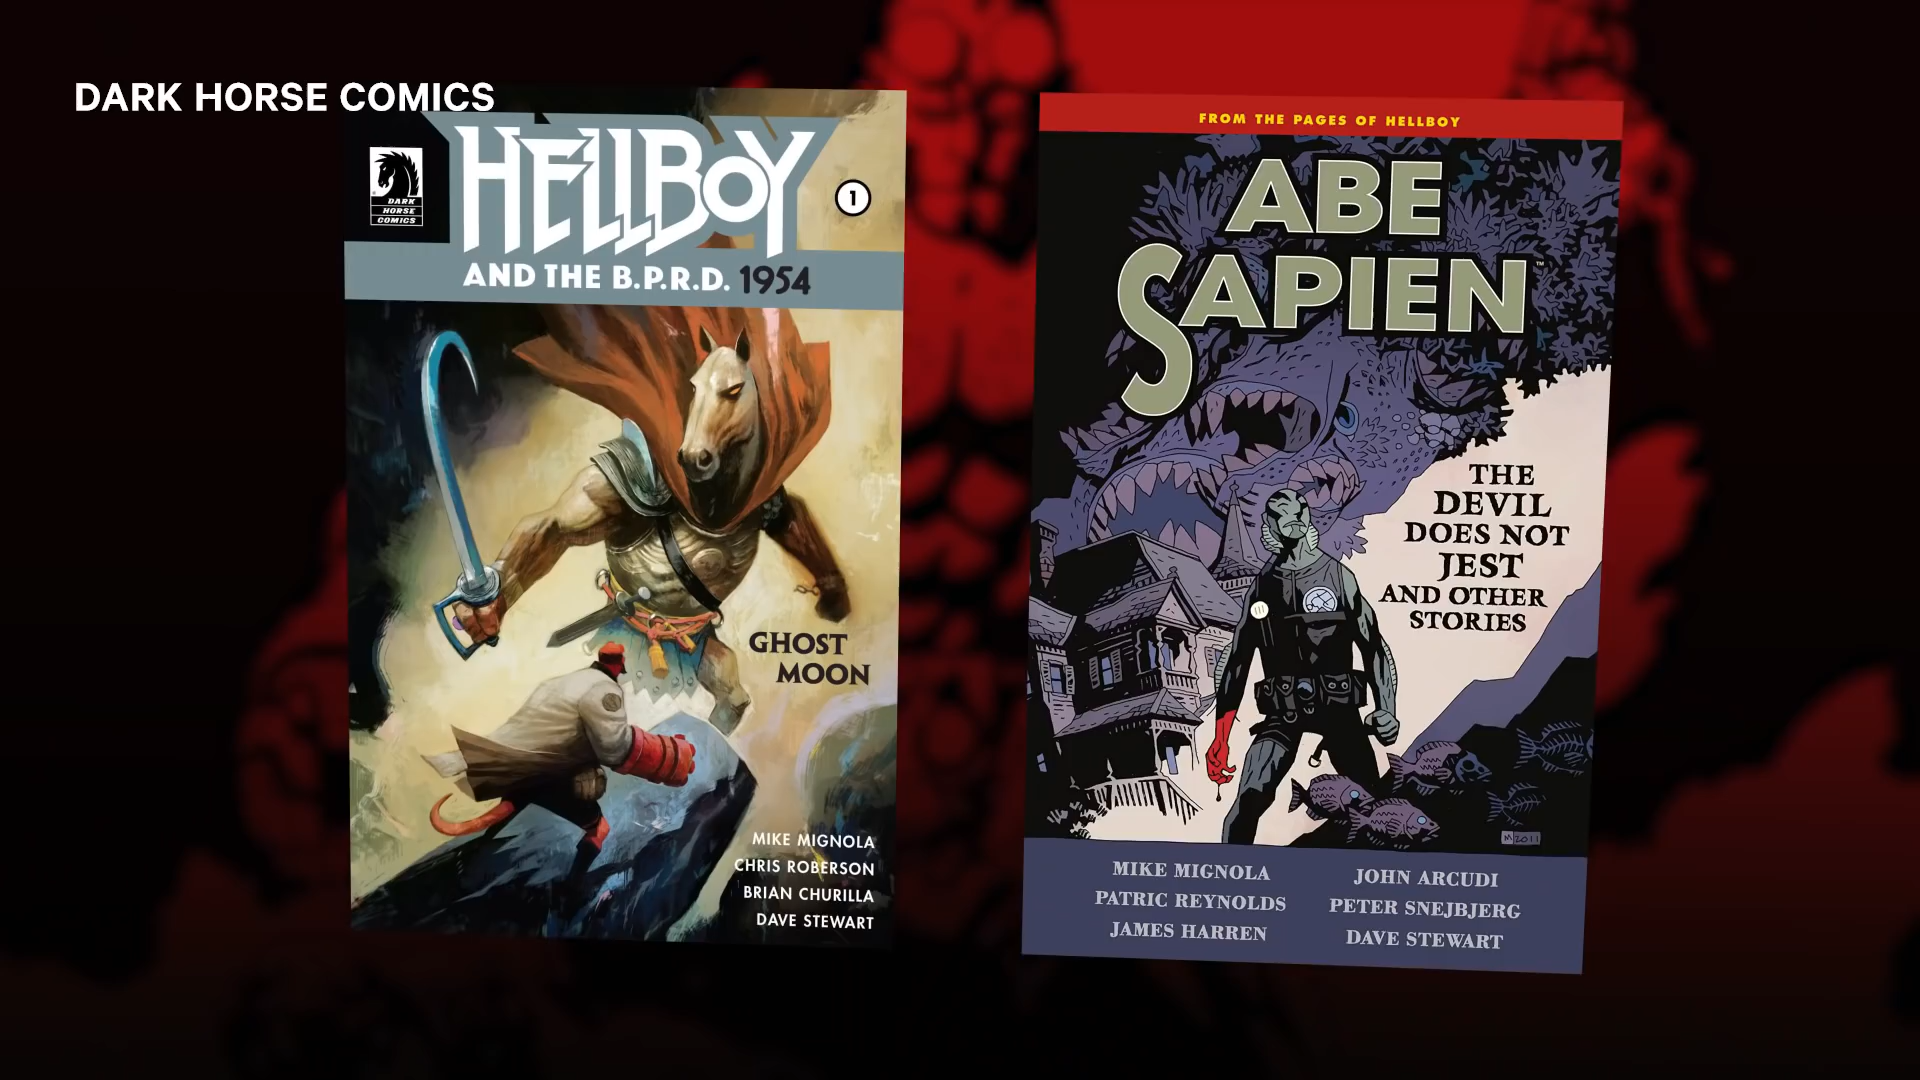 DARK HORSE COMICS
DARK
HORSE
COMICS
HELLBOY
1
AND THE B.P.R.D. 1954
GHOST
MOON
MIKE MIGNOLA
CHRIS ROBERSON
BRIAN CHURILLA
DAVE STEWART
FROM THE PAGES OF HELLBOY
ABE
SAPIEN™
THE
DEVIL
DOES NOT
JEST
AND OTHER
STORIES
M 2011
MIKE MIGNOLA
PATRIC REYNOLDS
JAMES HARREN
JOHN ARCUDI
PETER SNEJBJERG
DAVE STEWART